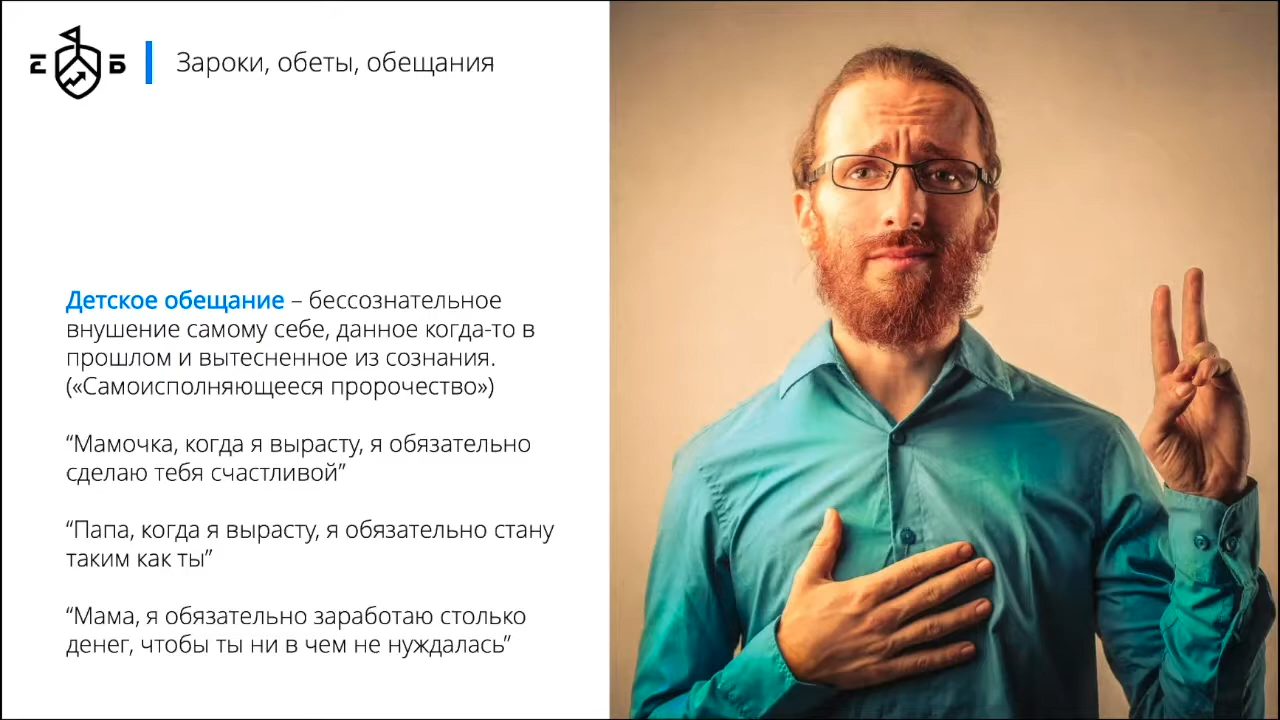 Е Б
Зароки, обеты, обещания
Детское обещание – бессознательное
внушение самому себе, данное когда-то в
прошлом и вытесненное из сознания.
(«Самоисполняющееся пророчество»)
“Мамочка, когда я вырасту, я обязательно
сделаю тебя счастливой”
“Папа, когда я вырасту, я обязательно стану
таким как ты”
“Мама, я обязательно заработаю столько
денег, чтобы ты ни в чем не нуждалась”